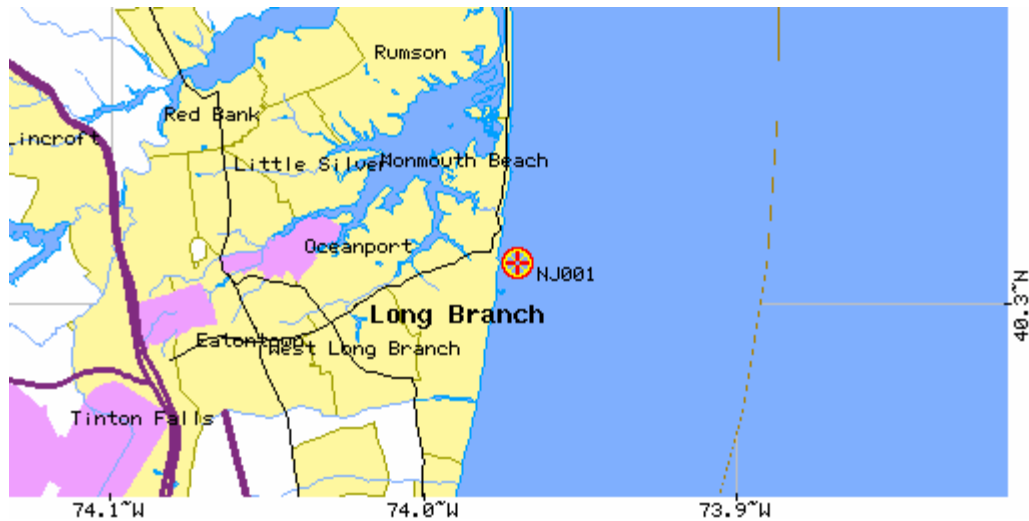 Rumson
Red Bank
Lincroft
Little Silver
Monmouth Beach
Oceanport
NJ001
40.3~N
Long Branch
Eatontown
West Long Branch
Tinton Falls
74.1~W
74.0~W
73.9~W